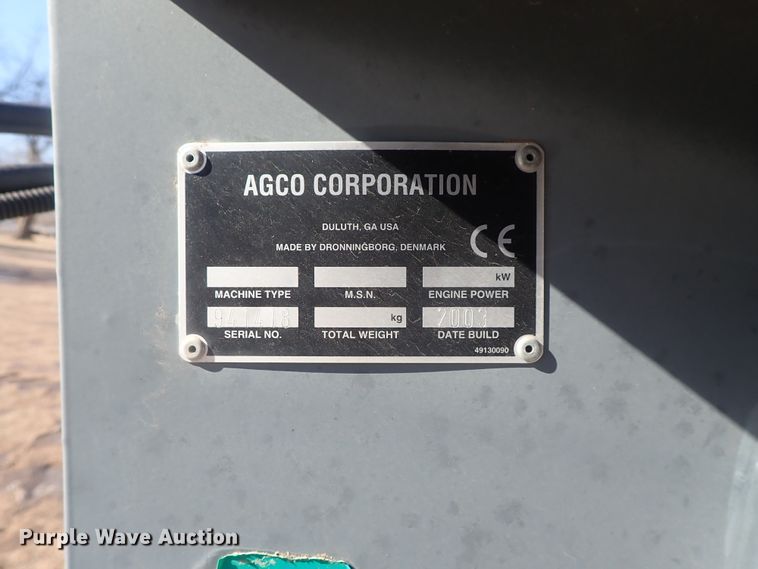 AGCO CORPORATION
DULUTH, GA USA
MADE BY DRONNINGBORG, DENMARK
CE
kW
MACHINE TYPE M.S.N. ENGINE POWER
kg 2003
SERIAL NO. TOTAL WEIGHT DATE BUILD
49130090
Purple Wave Auction